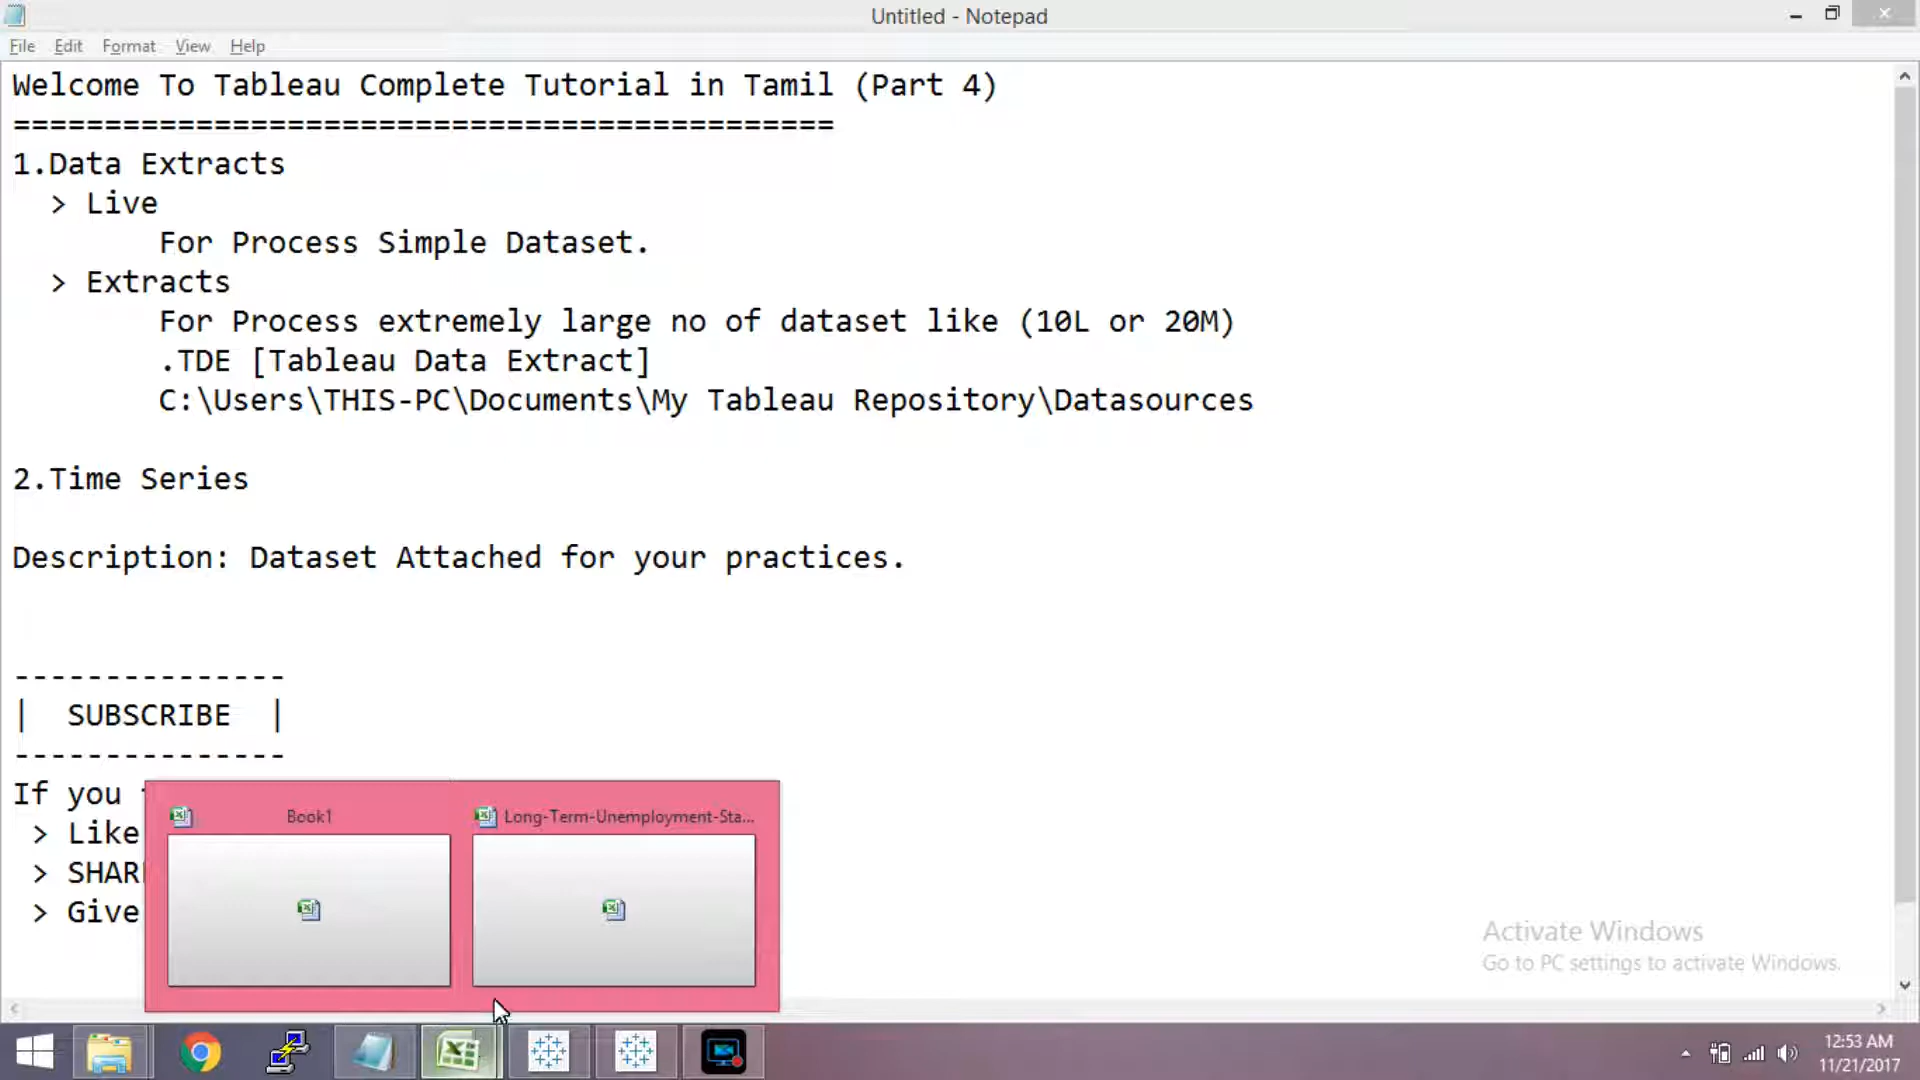 Untitled - Notepad
File Edit Format View Help
Welcome To Tableau Complete Tutorial in Tamil (Part 4)
=============================================
1.Data Extracts
> Live
For Process Simple Dataset.
> Extracts
For Process extremely large no of dataset like (10L or 20M)
.TDE [Tableau Data Extract]
C:\Users\THIS-PC\Documents\My Tableau Repository\Datasources
2.Time Series
Description: Dataset Attached for your practices.
---------------
| SUBSCRIBE |
---------------
If you
> Like
> SHAR
> Give
Book1
Long-Term-Unemployment-Sta...
Activate Windows
Go to PC settings to activate Windows.
12:53 AM
11/21/2017